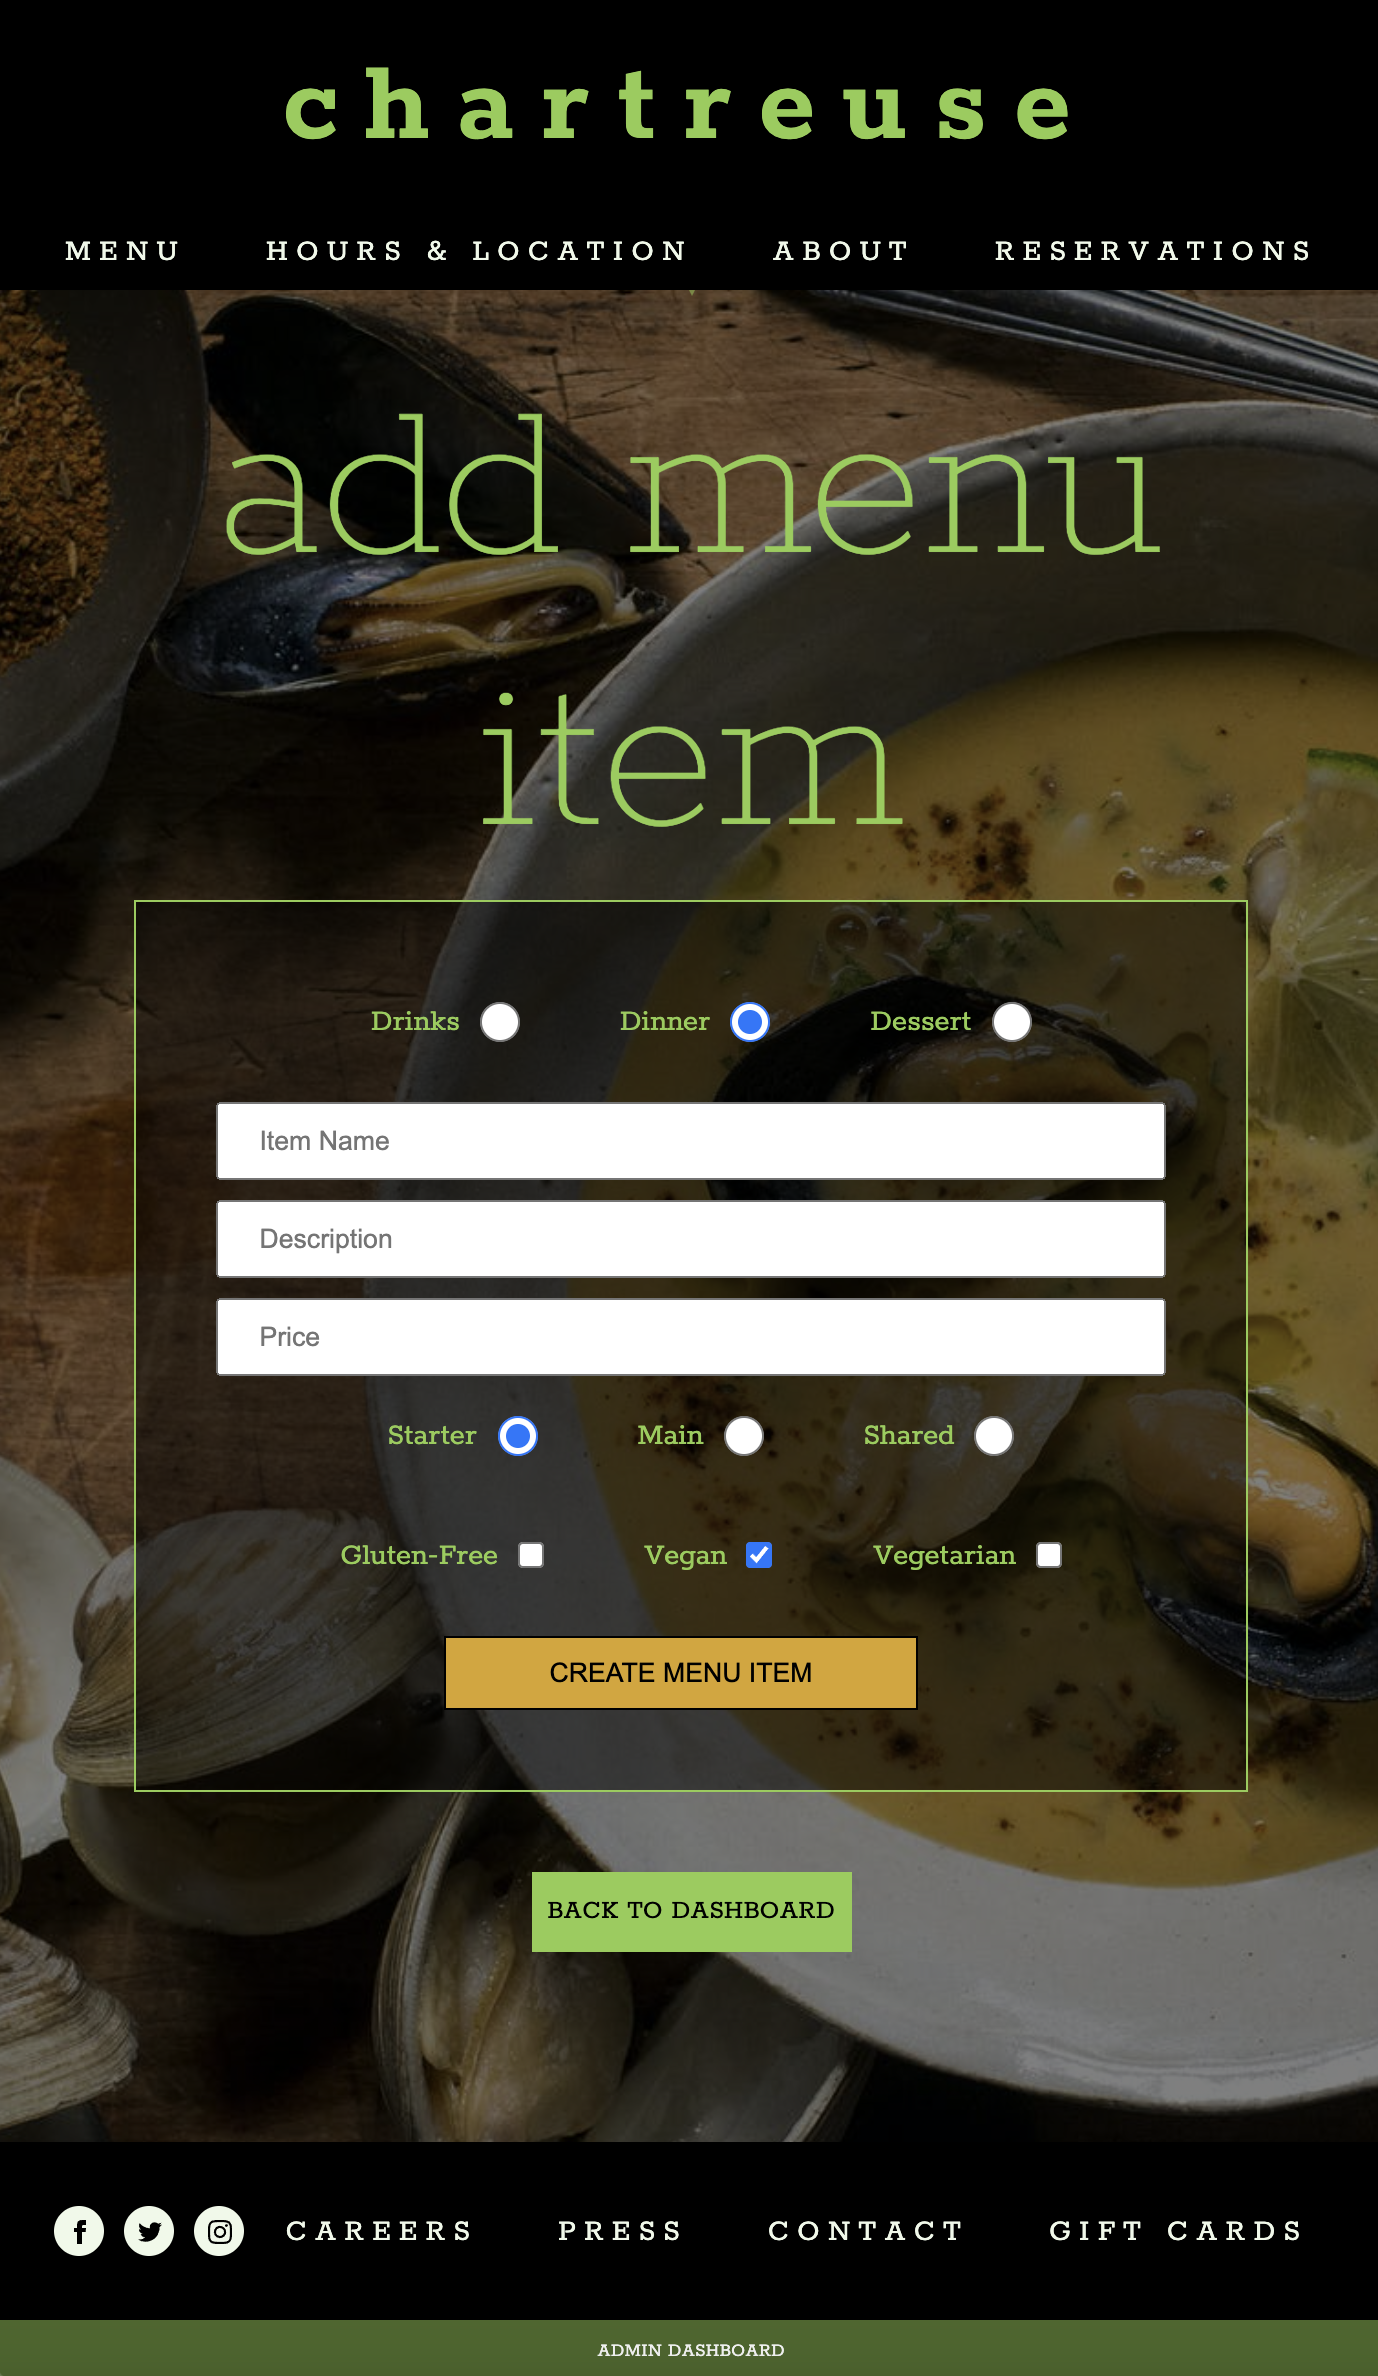 chartreuse
MENU HOURS & LOCATION ABOUT RESERVATIONS
add menu
item
Drinks Dinner Dessert
Item Name
Description
Price
Starter Main Shared
Gluten-Free Vegan Vegetarian
CREATE MENU ITEM
BACK TO DASHBOARD
CAREERS PRESS CONTACT GIFT CARDS
ADMIN DASHBOARD